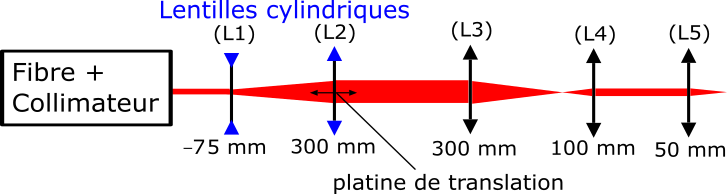 Lentilles cylindriques
(L1) (L2) (L3) (L4) (L5)
Fibre +
Collimateur
−75 mm 300 mm 300 mm 100 mm 50 mm
platine de translation